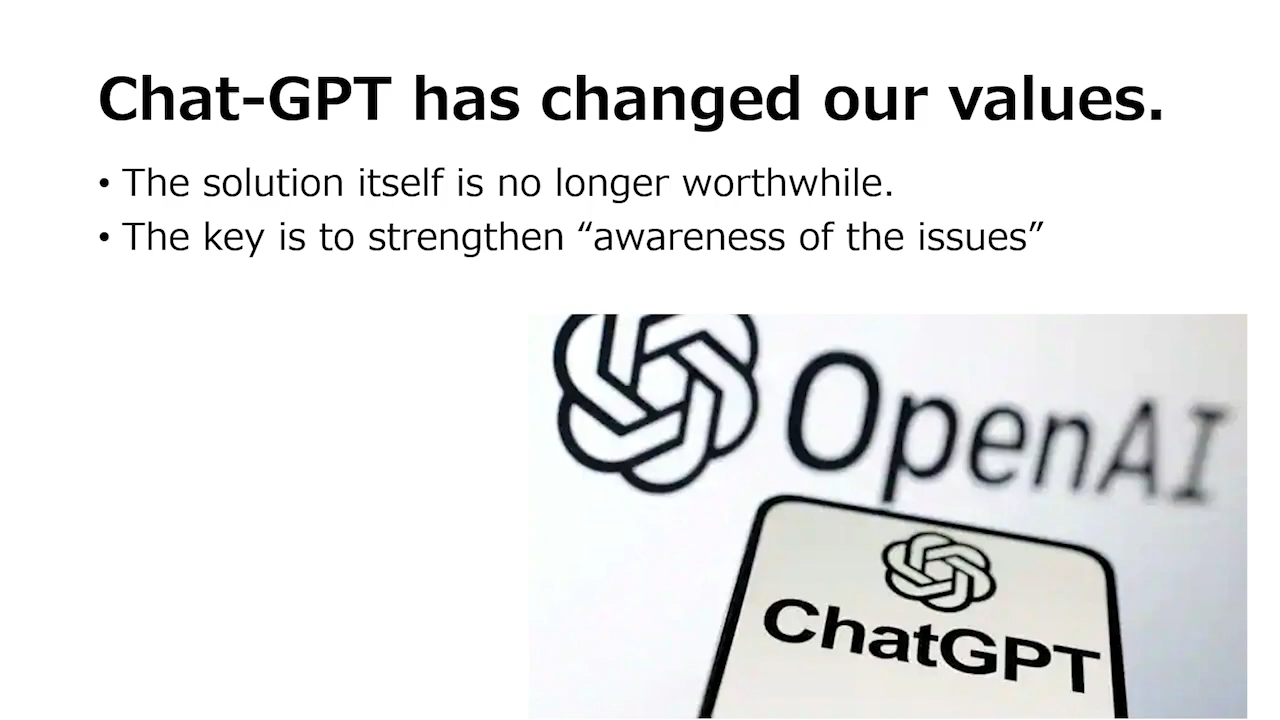 Chat-GPT has changed our values.
• The solution itself is no longer worthwhile.
• The key is to strengthen “awareness of the issues”
OpenAI
ChatGPT